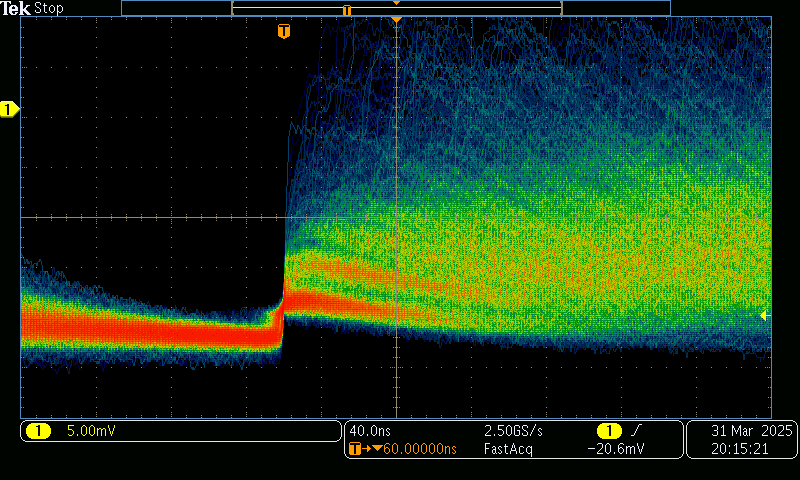 Tek Stop
T
T
1
1 5.00mV
40.0ns 2.50GS/s 1 31 Mar 2025
T→▼60.00000ns FastAcq −20.6mV 20:15:21